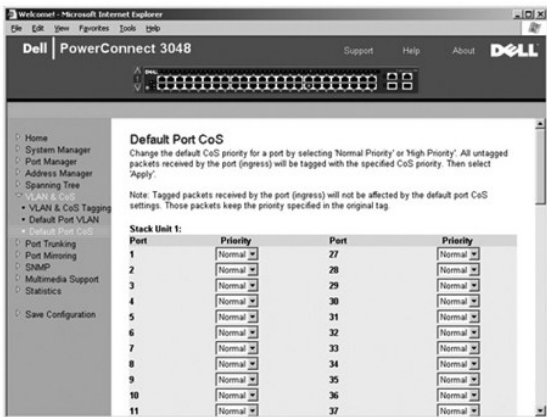 Welcome! - Microsoft Internet Explorer
File Edit View Favorites Tools Help
Dell PowerConnect 3048
Support Help About DELL
Home
System Manager
Port Manager
Address Manager
Spanning Tree
VLAN & CoS
VLAN & CoS Tagging
Default Port VLAN
Default Port CoS
Port Trunking
Port Mirroring
SNMP
Multimedia Support
Statistics
Save Configuration
Default Port CoS
Change the default CoS priority for a port by selecting 'Normal Priority' or 'High Priority'. All untagged
packets received by the port (ingress) will be tagged with the specified CoS priority. Then select
'Apply'.
Note: Tagged packets received by the port (ingress) will not be affected by the default port CoS
settings. Those packets keep the priority specified in the original tag.
Stack Unit 1:
Port Priority Port Priority
1 Normal 27 Normal
2 Normal 28 Normal
3 Normal 29 Normal
4 Normal 30 Normal
5 Normal 31 Normal
6 Normal 32 Normal
7 Normal 33 Normal
8 Normal 34 Normal
9 Normal 35 Normal
10 Normal 36 Normal
11 Normal 37 Normal